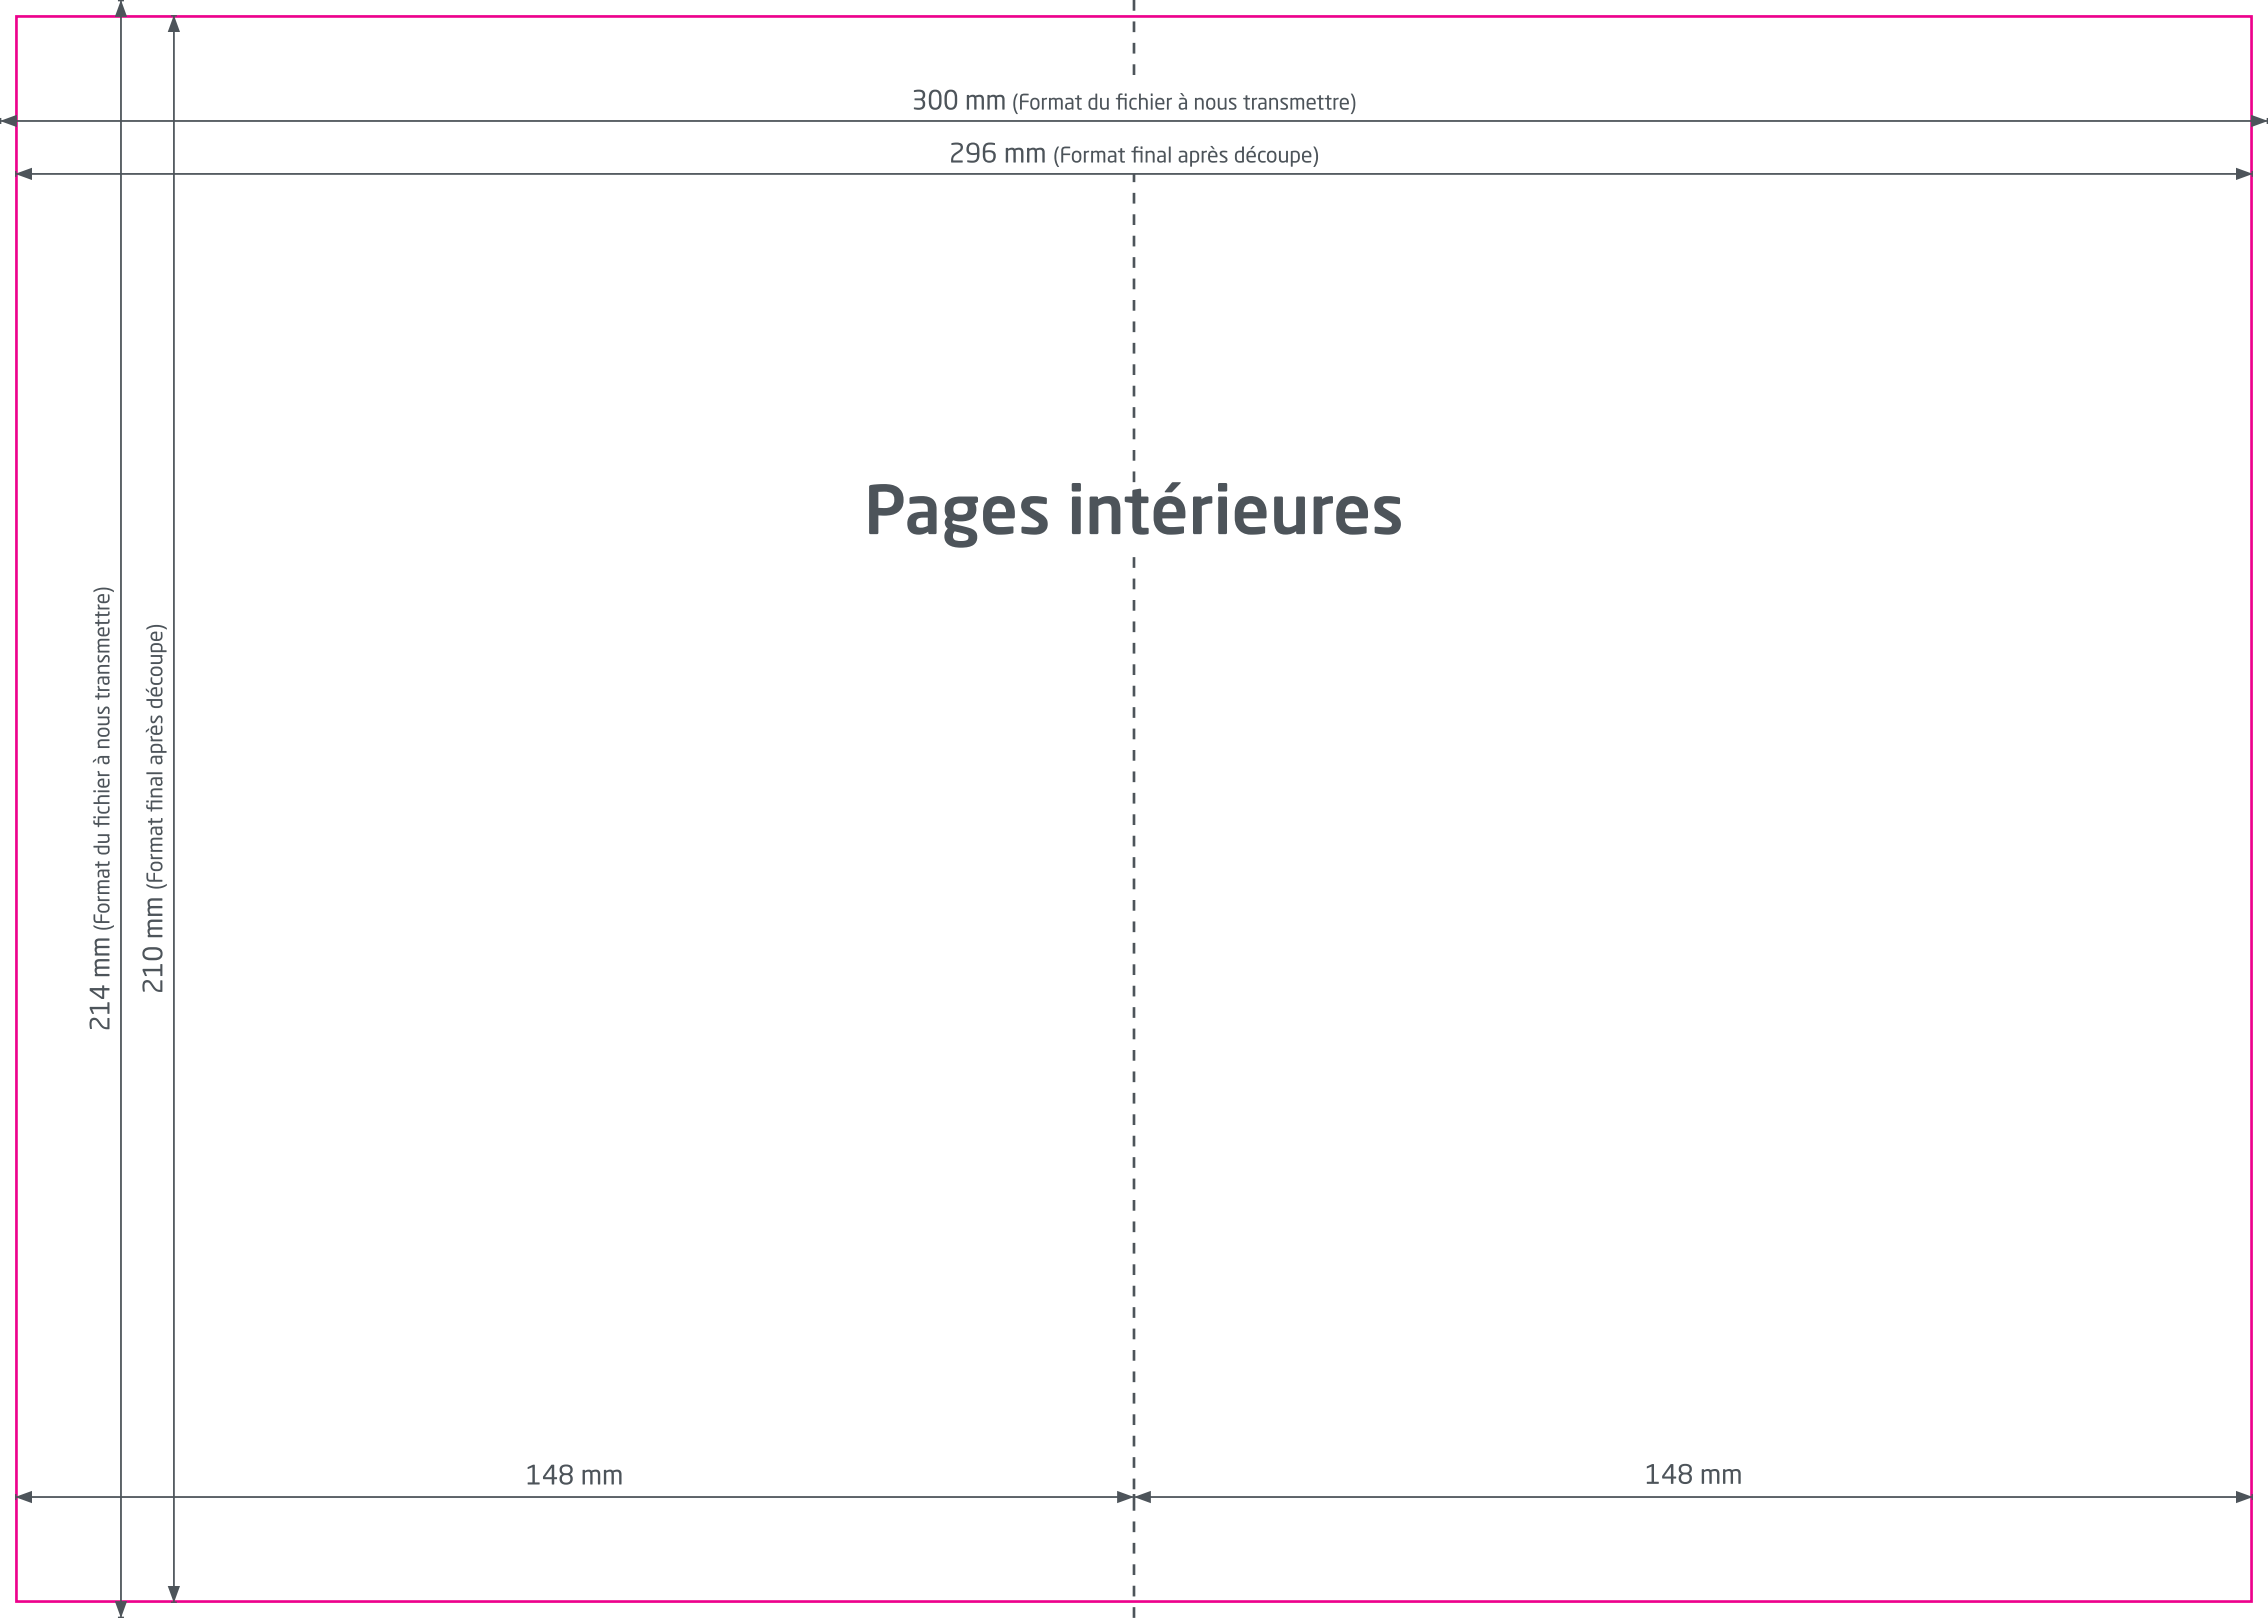 300 mm (Format du fichier à nous transmettre)
296 mm (Format final après découpe)
Pages intérieures
214 mm (Format du fichier à nous transmettre)
210 mm (Format final après découpe)
148 mm
148 mm